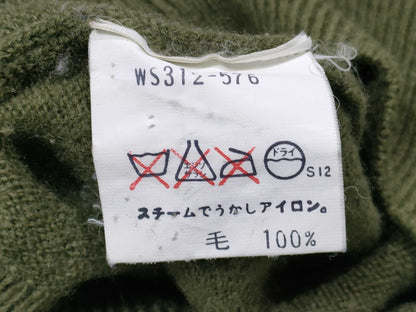 WS312-576
ドライ
S12
スチームでうかしアイロン。
毛 100%